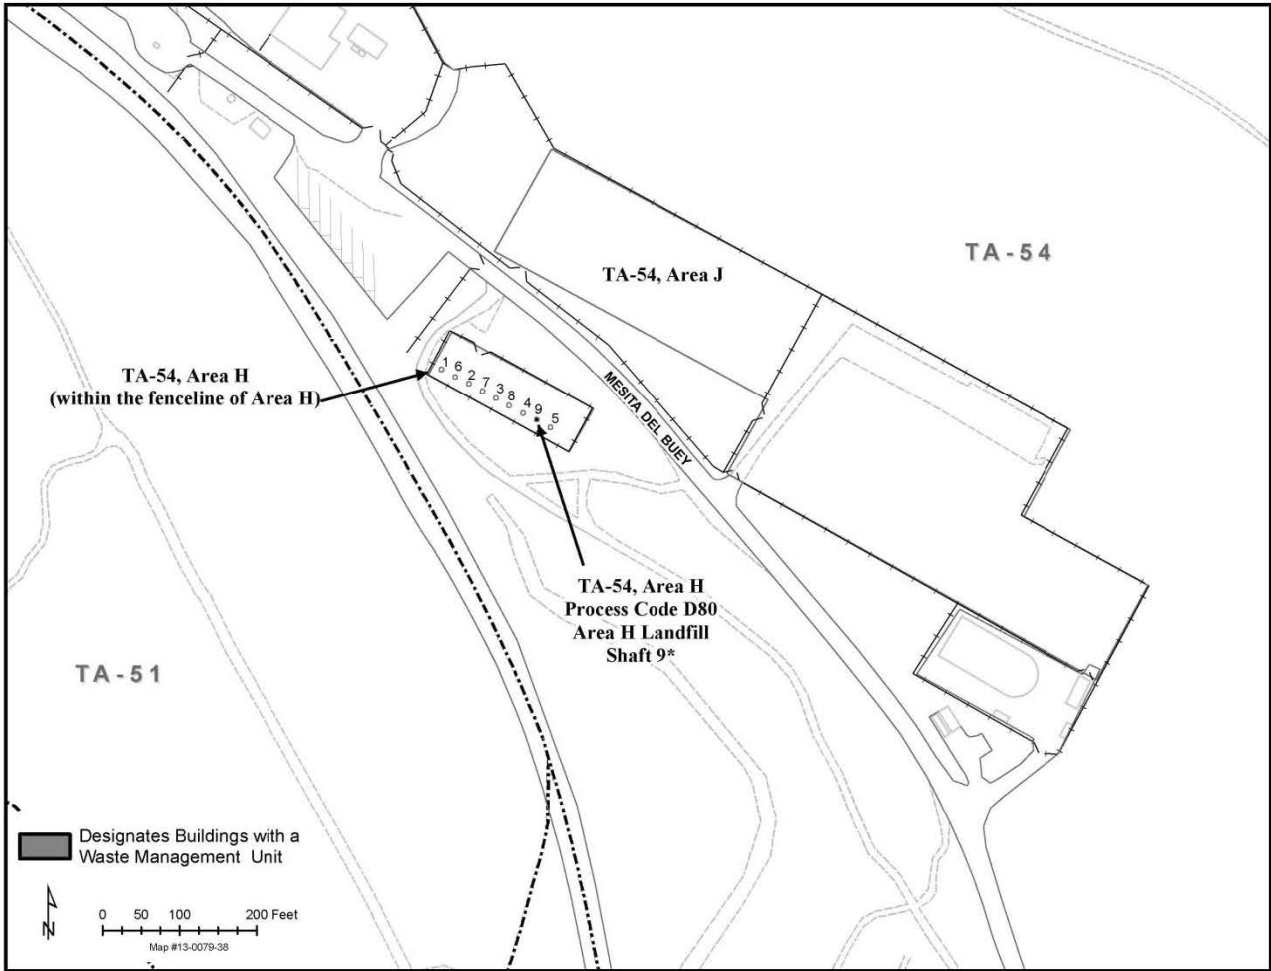 TA-54
TA-54, Area J
TA-54, Area H
(within the fenceline of Area H)
1 6 2 7 3 8 4 9 5
MESITA DEL BUEY
TA-54, Area H
Process Code D80
Area H Landfill
Shaft 9*
TA-51
Designates Buildings with a
Waste Management Unit
N
0 50 100 200 Feet
Map #13-0079-38